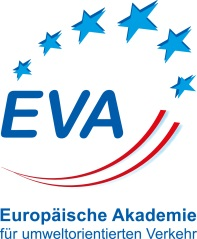 EVA
Europäische Akademie
für umweltorientierten Verkehr